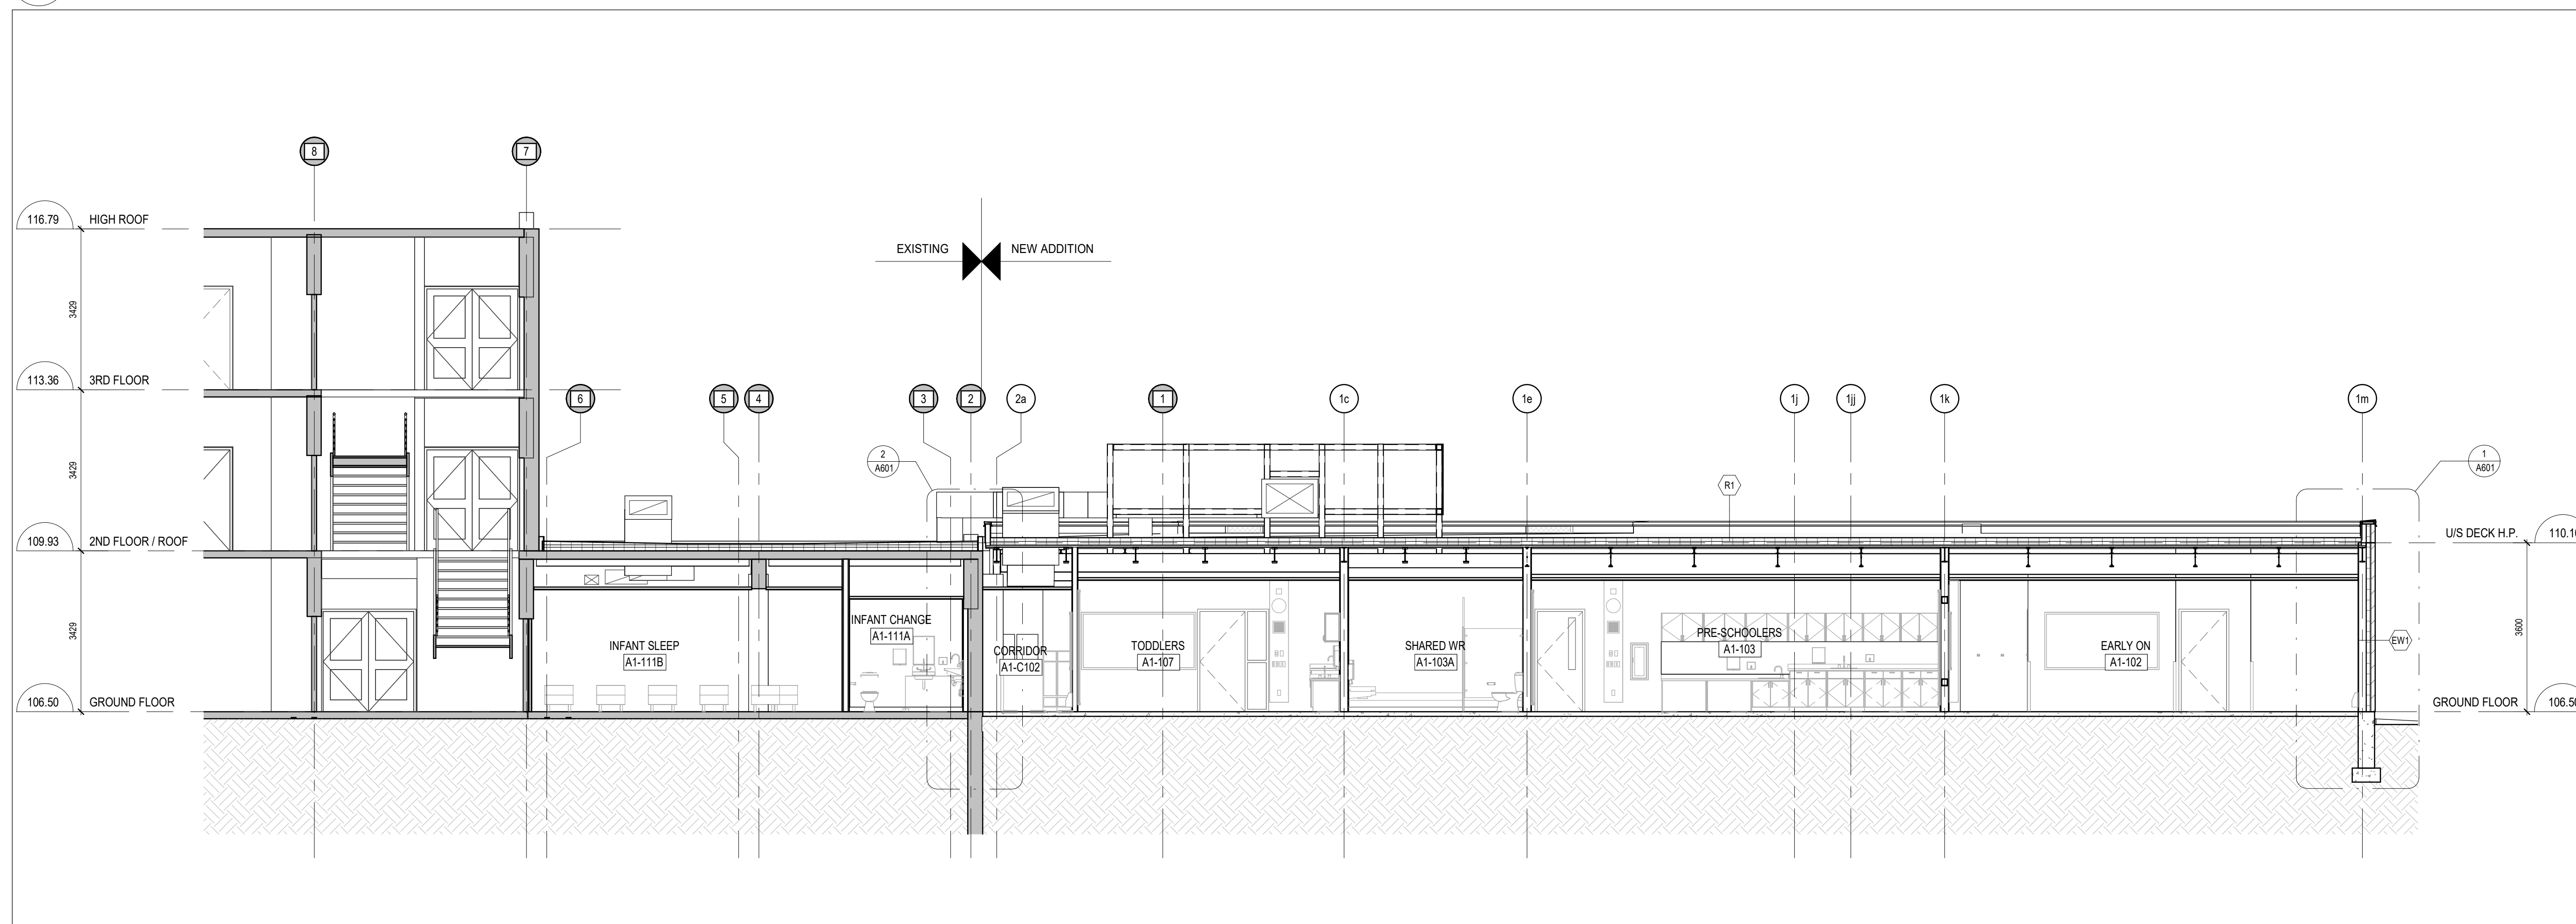 8
7
116.79 HIGH ROOF
EXISTING NEW ADDITION
3429
113.36 3RD FLOOR
6
5
4
3
2
2a
1
1c
1e
1j
1jj
1k
1m
2
A601
1
A601
3429
R1
109.93 2ND FLOOR / ROOF
U/S DECK H.P.
3429
3600
INFANT SLEEP
A1-111B
INFANT CHANGE
A1-111A
CORRIDOR
A1-C102
TODDLERS
A1-107
SHARED WR
A1-103A
PRE-SCHOOLERS
A1-103
EARLY ON
A1-102
EW1
106.50 GROUND FLOOR
GROUND FLOOR 106.50